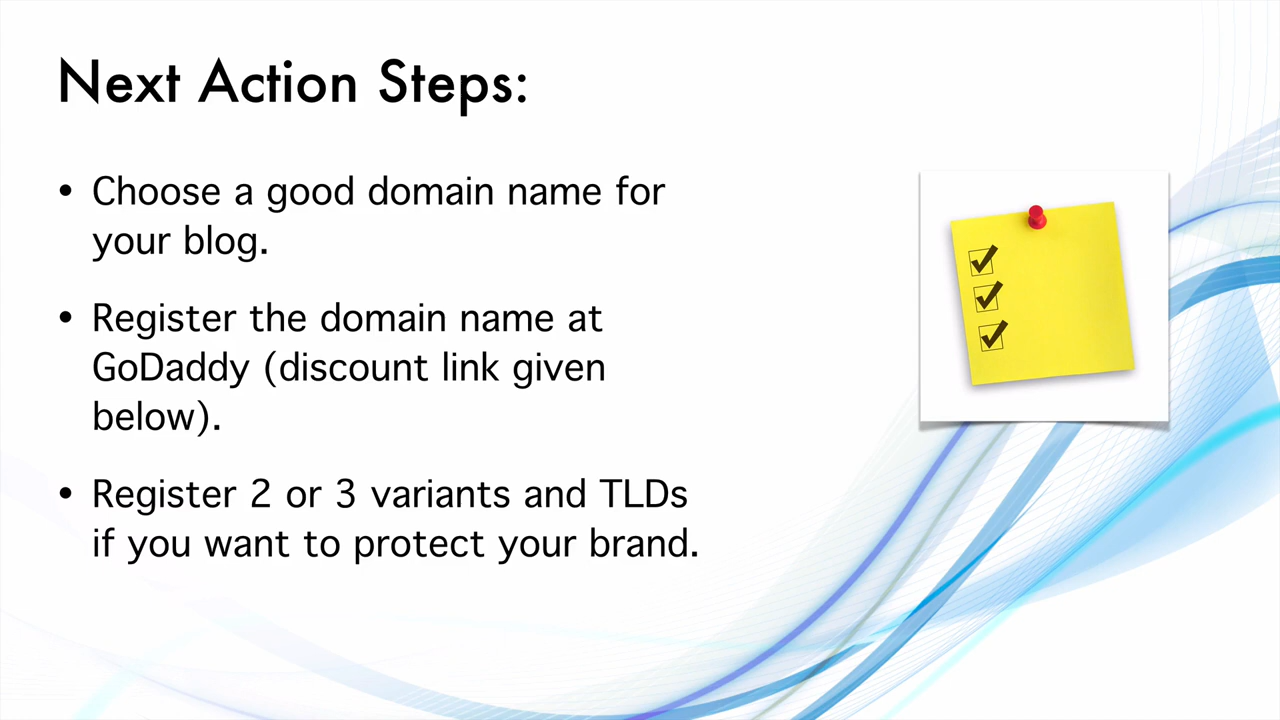 Next Action Steps:
• Choose a good domain name for
your blog.
• Register the domain name at
GoDaddy (discount link given
below).
• Register 2 or 3 variants and TLDs
if you want to protect your brand.